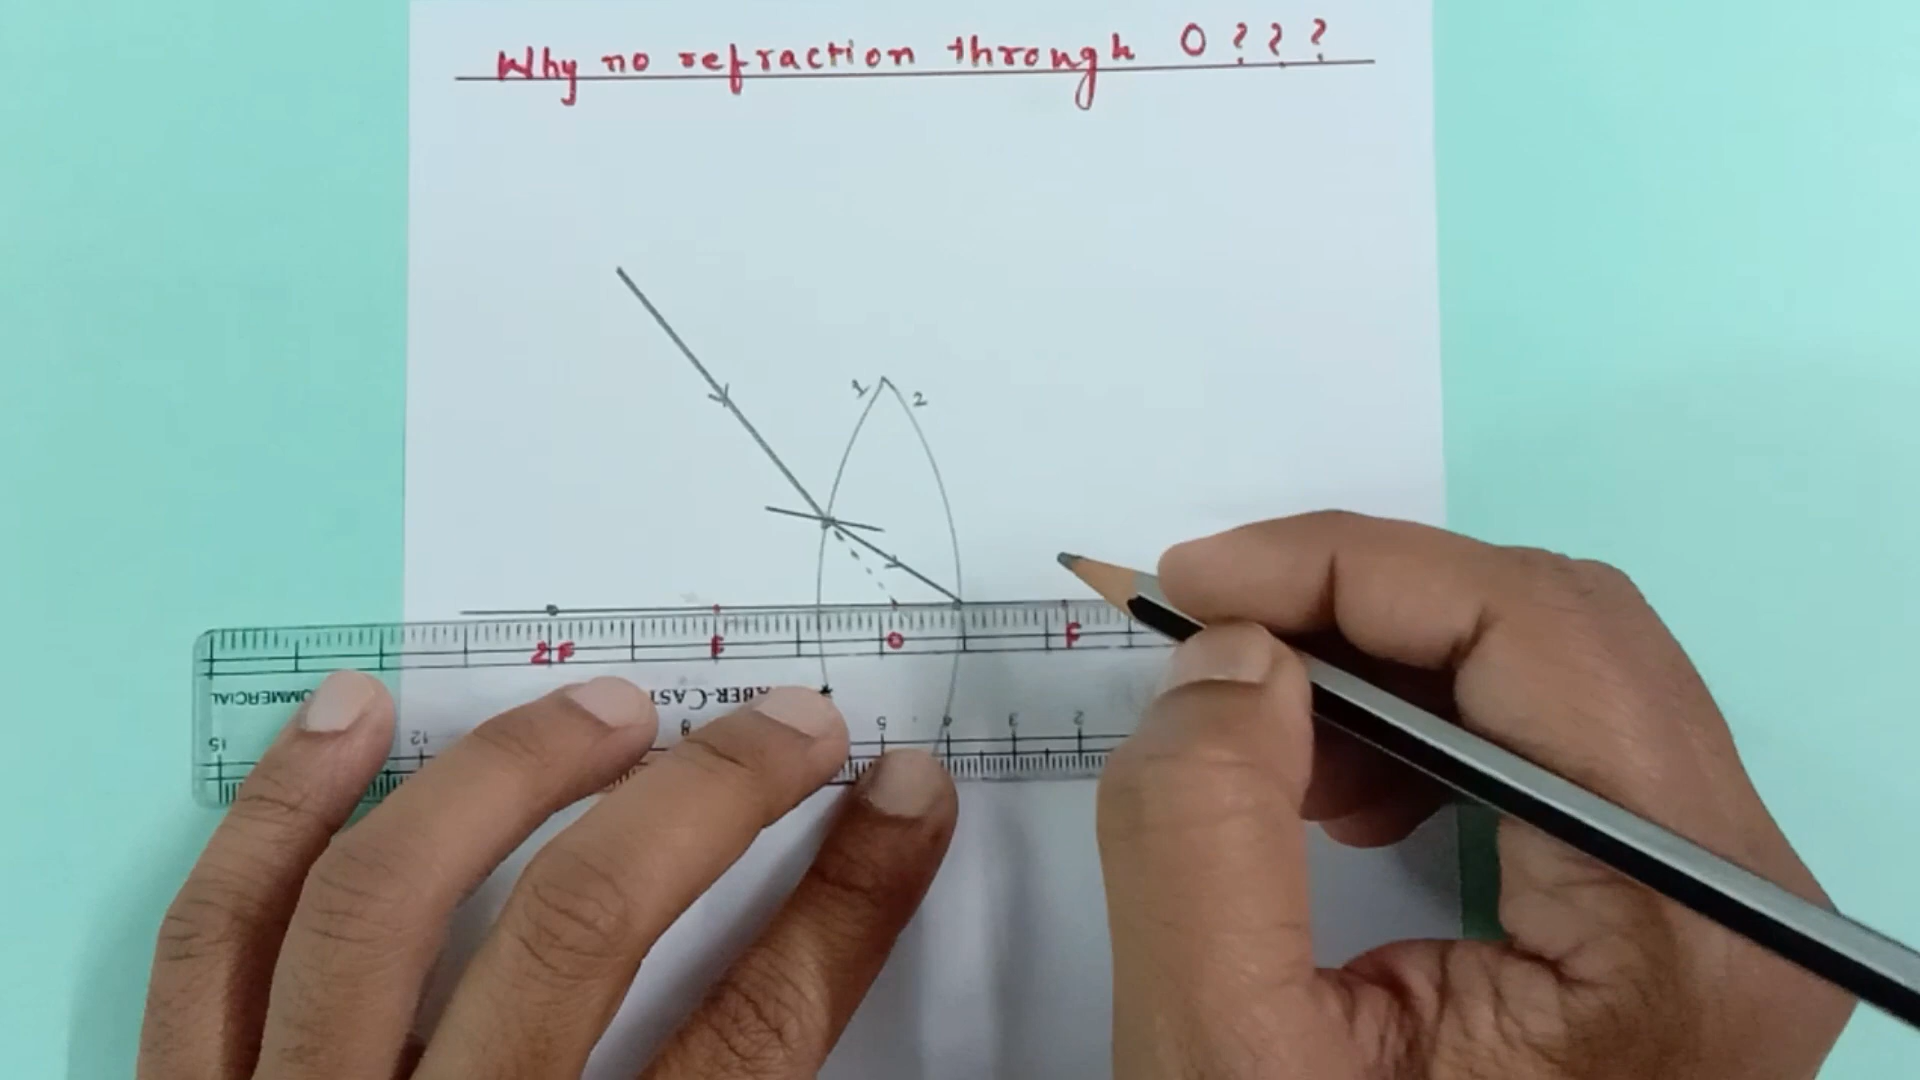 Why no refraction through O???
1 2
2F F O F
COMMERCIAL FABER-CASTELL
15 12 8 5 4 3 2